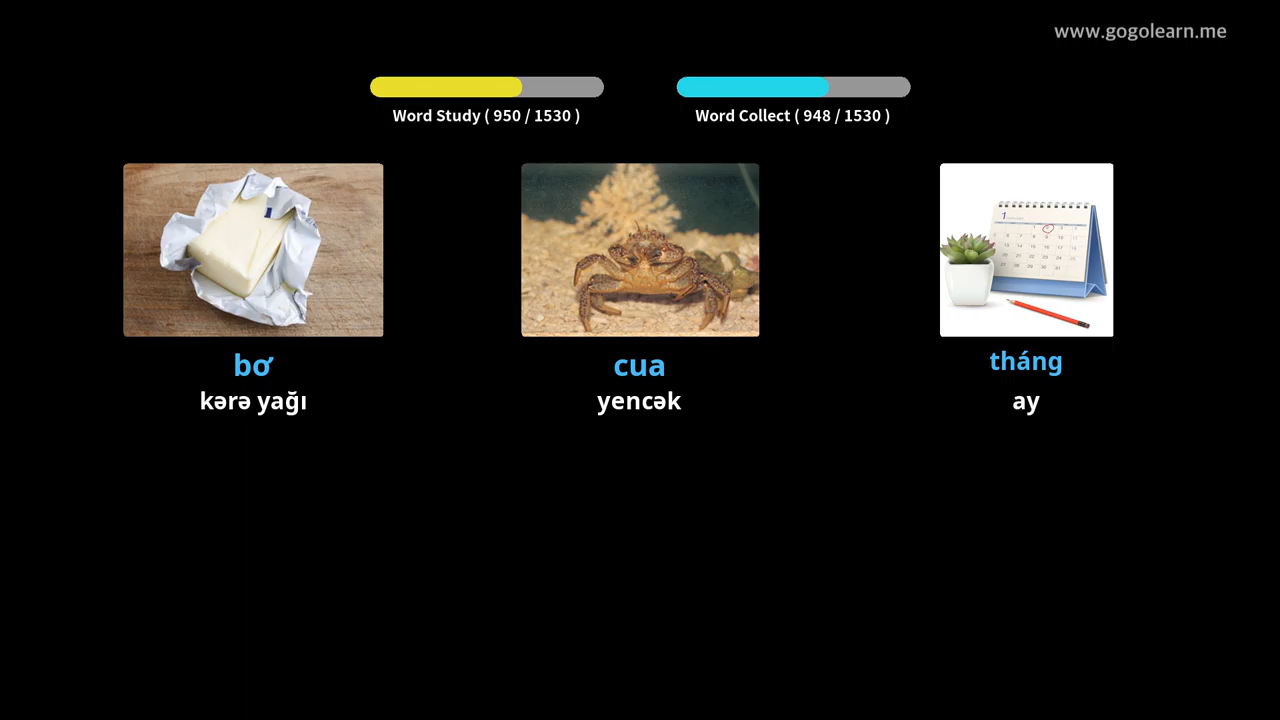 www.gogolearn.me
Word Study ( 950 / 1530 )
Word Collect ( 948 / 1530 )
bơ
cua
tháng
kərə yağı
yencək
ay